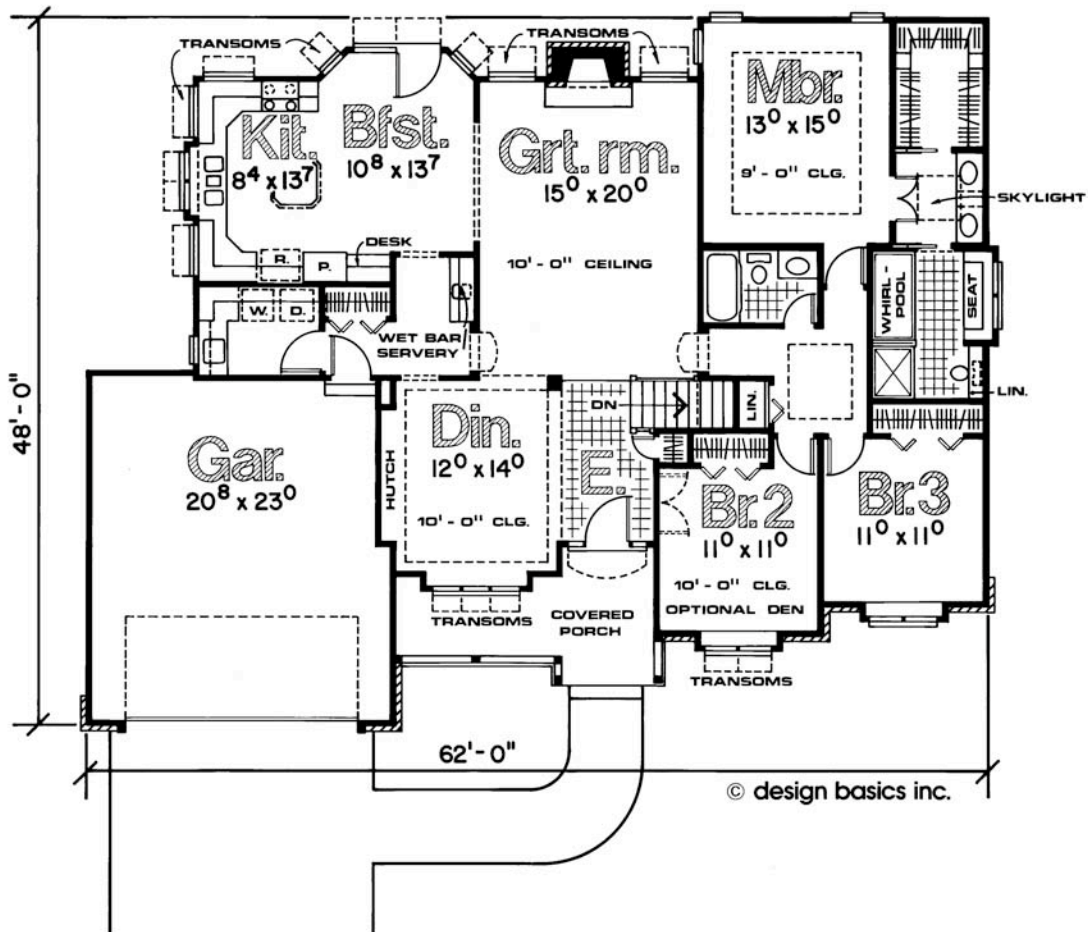 TRANSOMS
TRANSOMS
Kit.
8⁴ x 13⁷
Bfst.
10⁸ x 13⁷
Grt. rm.
15⁰ x 20⁰
10' - 0" CEILING
Mbr.
13⁰ x 15⁰
9' - 0" CLG.
SKYLIGHT
DESK
R.
P.
W.
D.
WET BAR
SERVERY
WHIRL-
POOL
SEAT
LIN.
LIN.
DN
48'- 0"
Gar.
20⁸ x 23⁰
HUTCH
Din.
12⁰ x 14⁰
10' - 0" CLG.
E.
Br. 2
11⁰ x 11⁰
10' - 0" CLG.
OPTIONAL DEN
Br. 3
11⁰ x 11⁰
TRANSOMS
COVERED
PORCH
TRANSOMS
62'- 0"
© design basics inc.